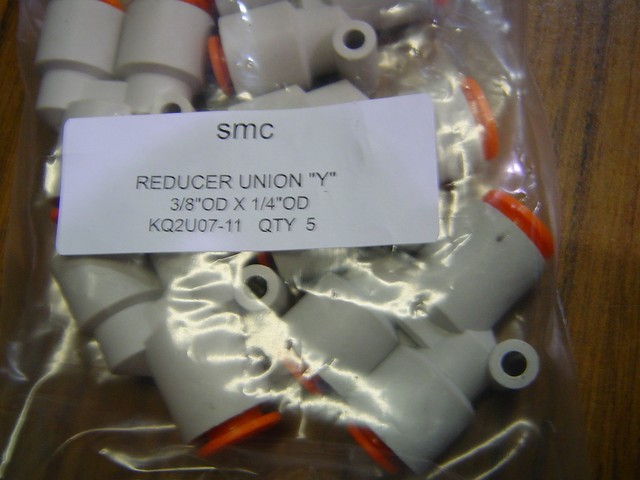 smc
REDUCER UNION "Y"
3/8"OD X 1/4"OD
KQ2U07-11 QTY 5